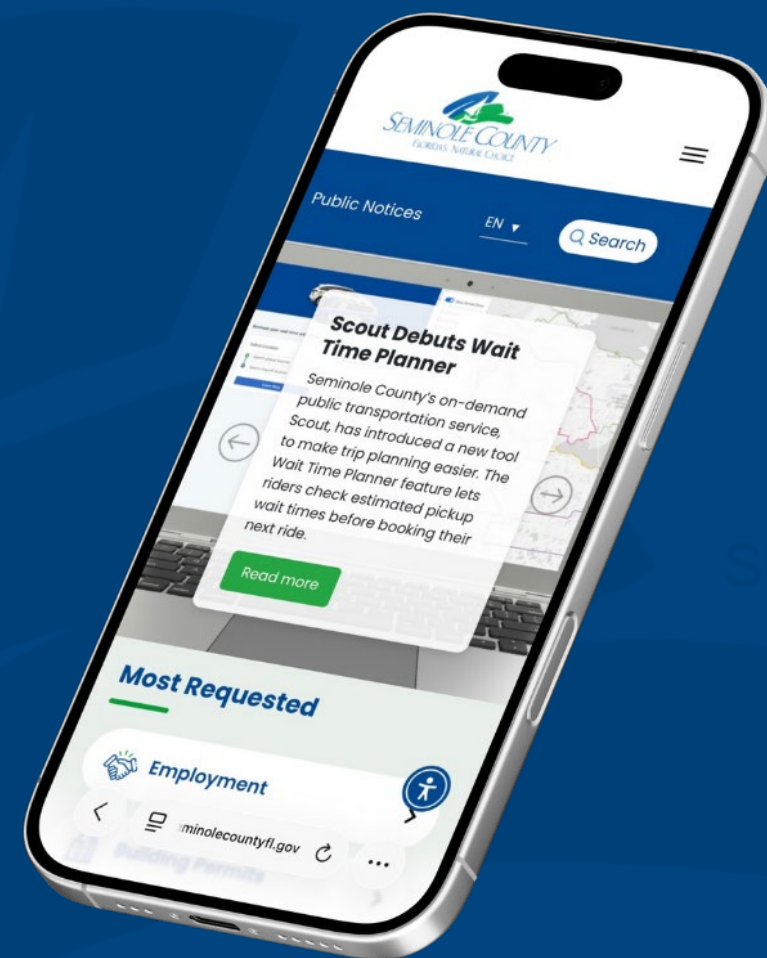 SEMINOLE COUNTY
FLORIDA'S NATURAL CHOICE
Public Notices
EN ▼
Search
Scout Debuts Wait
Time Planner
Seminole County's on-demand
public transportation service,
Scout, has introduced a new tool
to make trip planning easier. The
Wait Time Planner feature lets
riders check estimated pickup
wait times before booking their
next ride.
Read more
Most Requested
Employment
minolecountyfl.gov
Building Permits